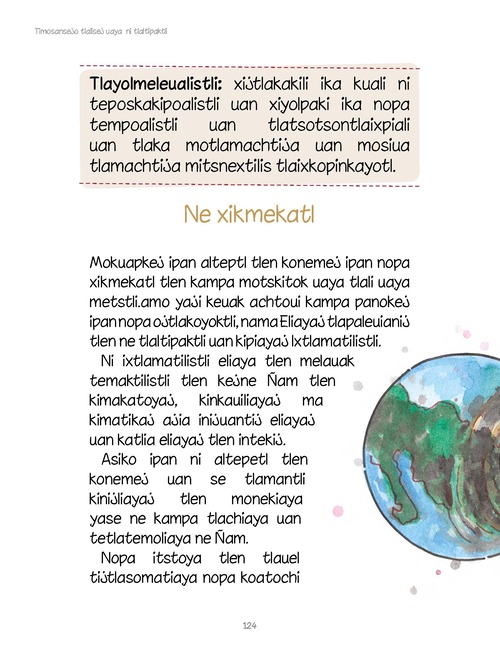 Timosansejo tlalisej uaya ni tlaltipaktli
Tlayolmeleualistli: xijtlakakili ika kuali ni
teposkakipoalistli uan xiyolpaki ika nopa
tempoalistli uan tlatsotsontlaixpiali
uan tlaka motlamachtija uan mosiua
tlamachtija mitsnextilis tlaixkopinkayotl.
Ne xikmekatl
Mokuapkej ipan alteptl tlen konemej ipan nopa
xikmekatl tlen kampa motskitok uaya tlali uaya
metstli.amo yaji keuak achtoui kampa panokej
ipan nopa ojtlakoyoktli, nama Eliayaj tlapaleuianij
tlen ne tlaltipaktli uan kipiayaj Ixtlamatilistli.
Ni ixtlamatilistli eliaya tlen melauak
temaktilistli tlen kejne Ñam tlen
kimakatoyaj, kinkauiliayaj ma
kimatikaj ajia inijuantij eliayaj
uan katlia eliayaj tlen intekij.
Asiko ipan ni altepetl tlen
konemej uan se tlamantli
kinijliayaj tlen monekiaya
yase ne kampa tlachiaya uan
tetlatemoliaya ne Ñam.
Nopa itstoya tlen tlauel
tijtlasomatiaya nopa koatochi
124